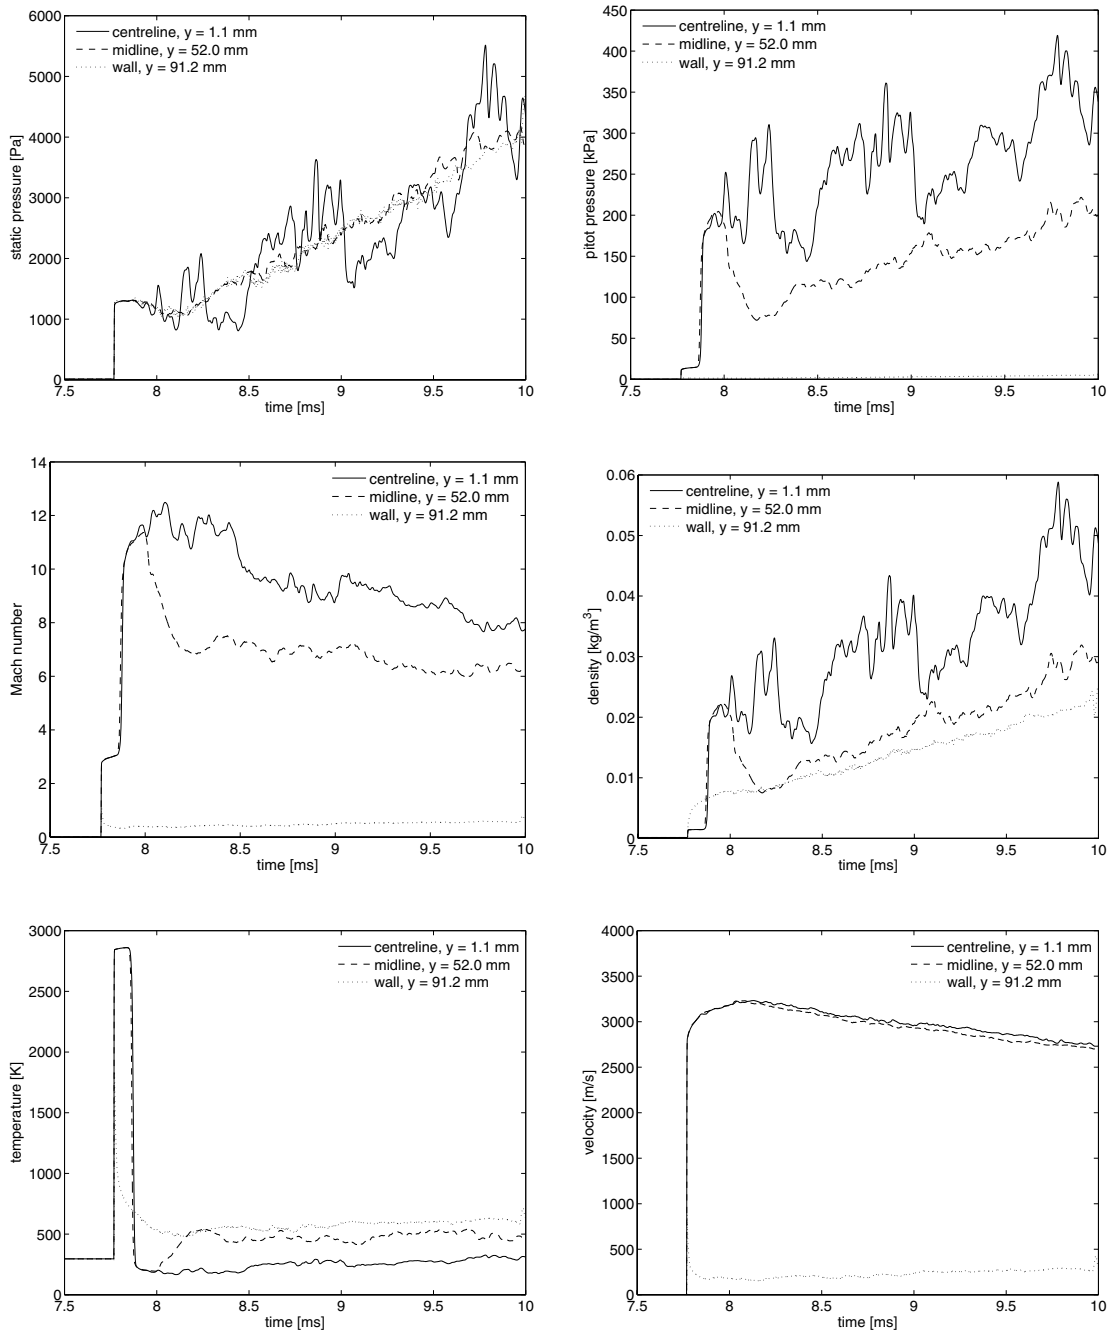 6000
5000
4000
3000
2000
1000
0
static pressure [Pa]
centreline, y = 1.1 mm
midline, y = 52.0 mm
wall, y = 91.2 mm
7.5 8 8.5 9 9.5 10
time [ms]
450
400
350
300
250
200
150
100
50
0
pitot pressure [kPa]
centreline, y = 1.1 mm
midline, y = 52.0 mm
wall, y = 91.2 mm
7.5 8 8.5 9 9.5 10
time [ms]
14
12
10
8
6
4
2
0
Mach number
centreline, y = 1.1 mm
midline, y = 52.0 mm
wall, y = 91.2 mm
7.5 8 8.5 9 9.5 10
time [ms]
0.06
0.05
0.04
0.03
0.02
0.01
0
density [kg/m³]
centreline, y = 1.1 mm
midline, y = 52.0 mm
wall, y = 91.2 mm
7.5 8 8.5 9 9.5 10
time [ms]
3000
2500
2000
1500
1000
500
0
temperature [K]
centreline, y = 1.1 mm
midline, y = 52.0 mm
wall, y = 91.2 mm
7.5 8 8.5 9 9.5 10
time [ms]
4000
3500
3000
2500
2000
1500
1000
500
0
velocity [m/s]
centreline, y = 1.1 mm
midline, y = 52.0 mm
wall, y = 91.2 mm
7.5 8 8.5 9 9.5 10
time [ms]